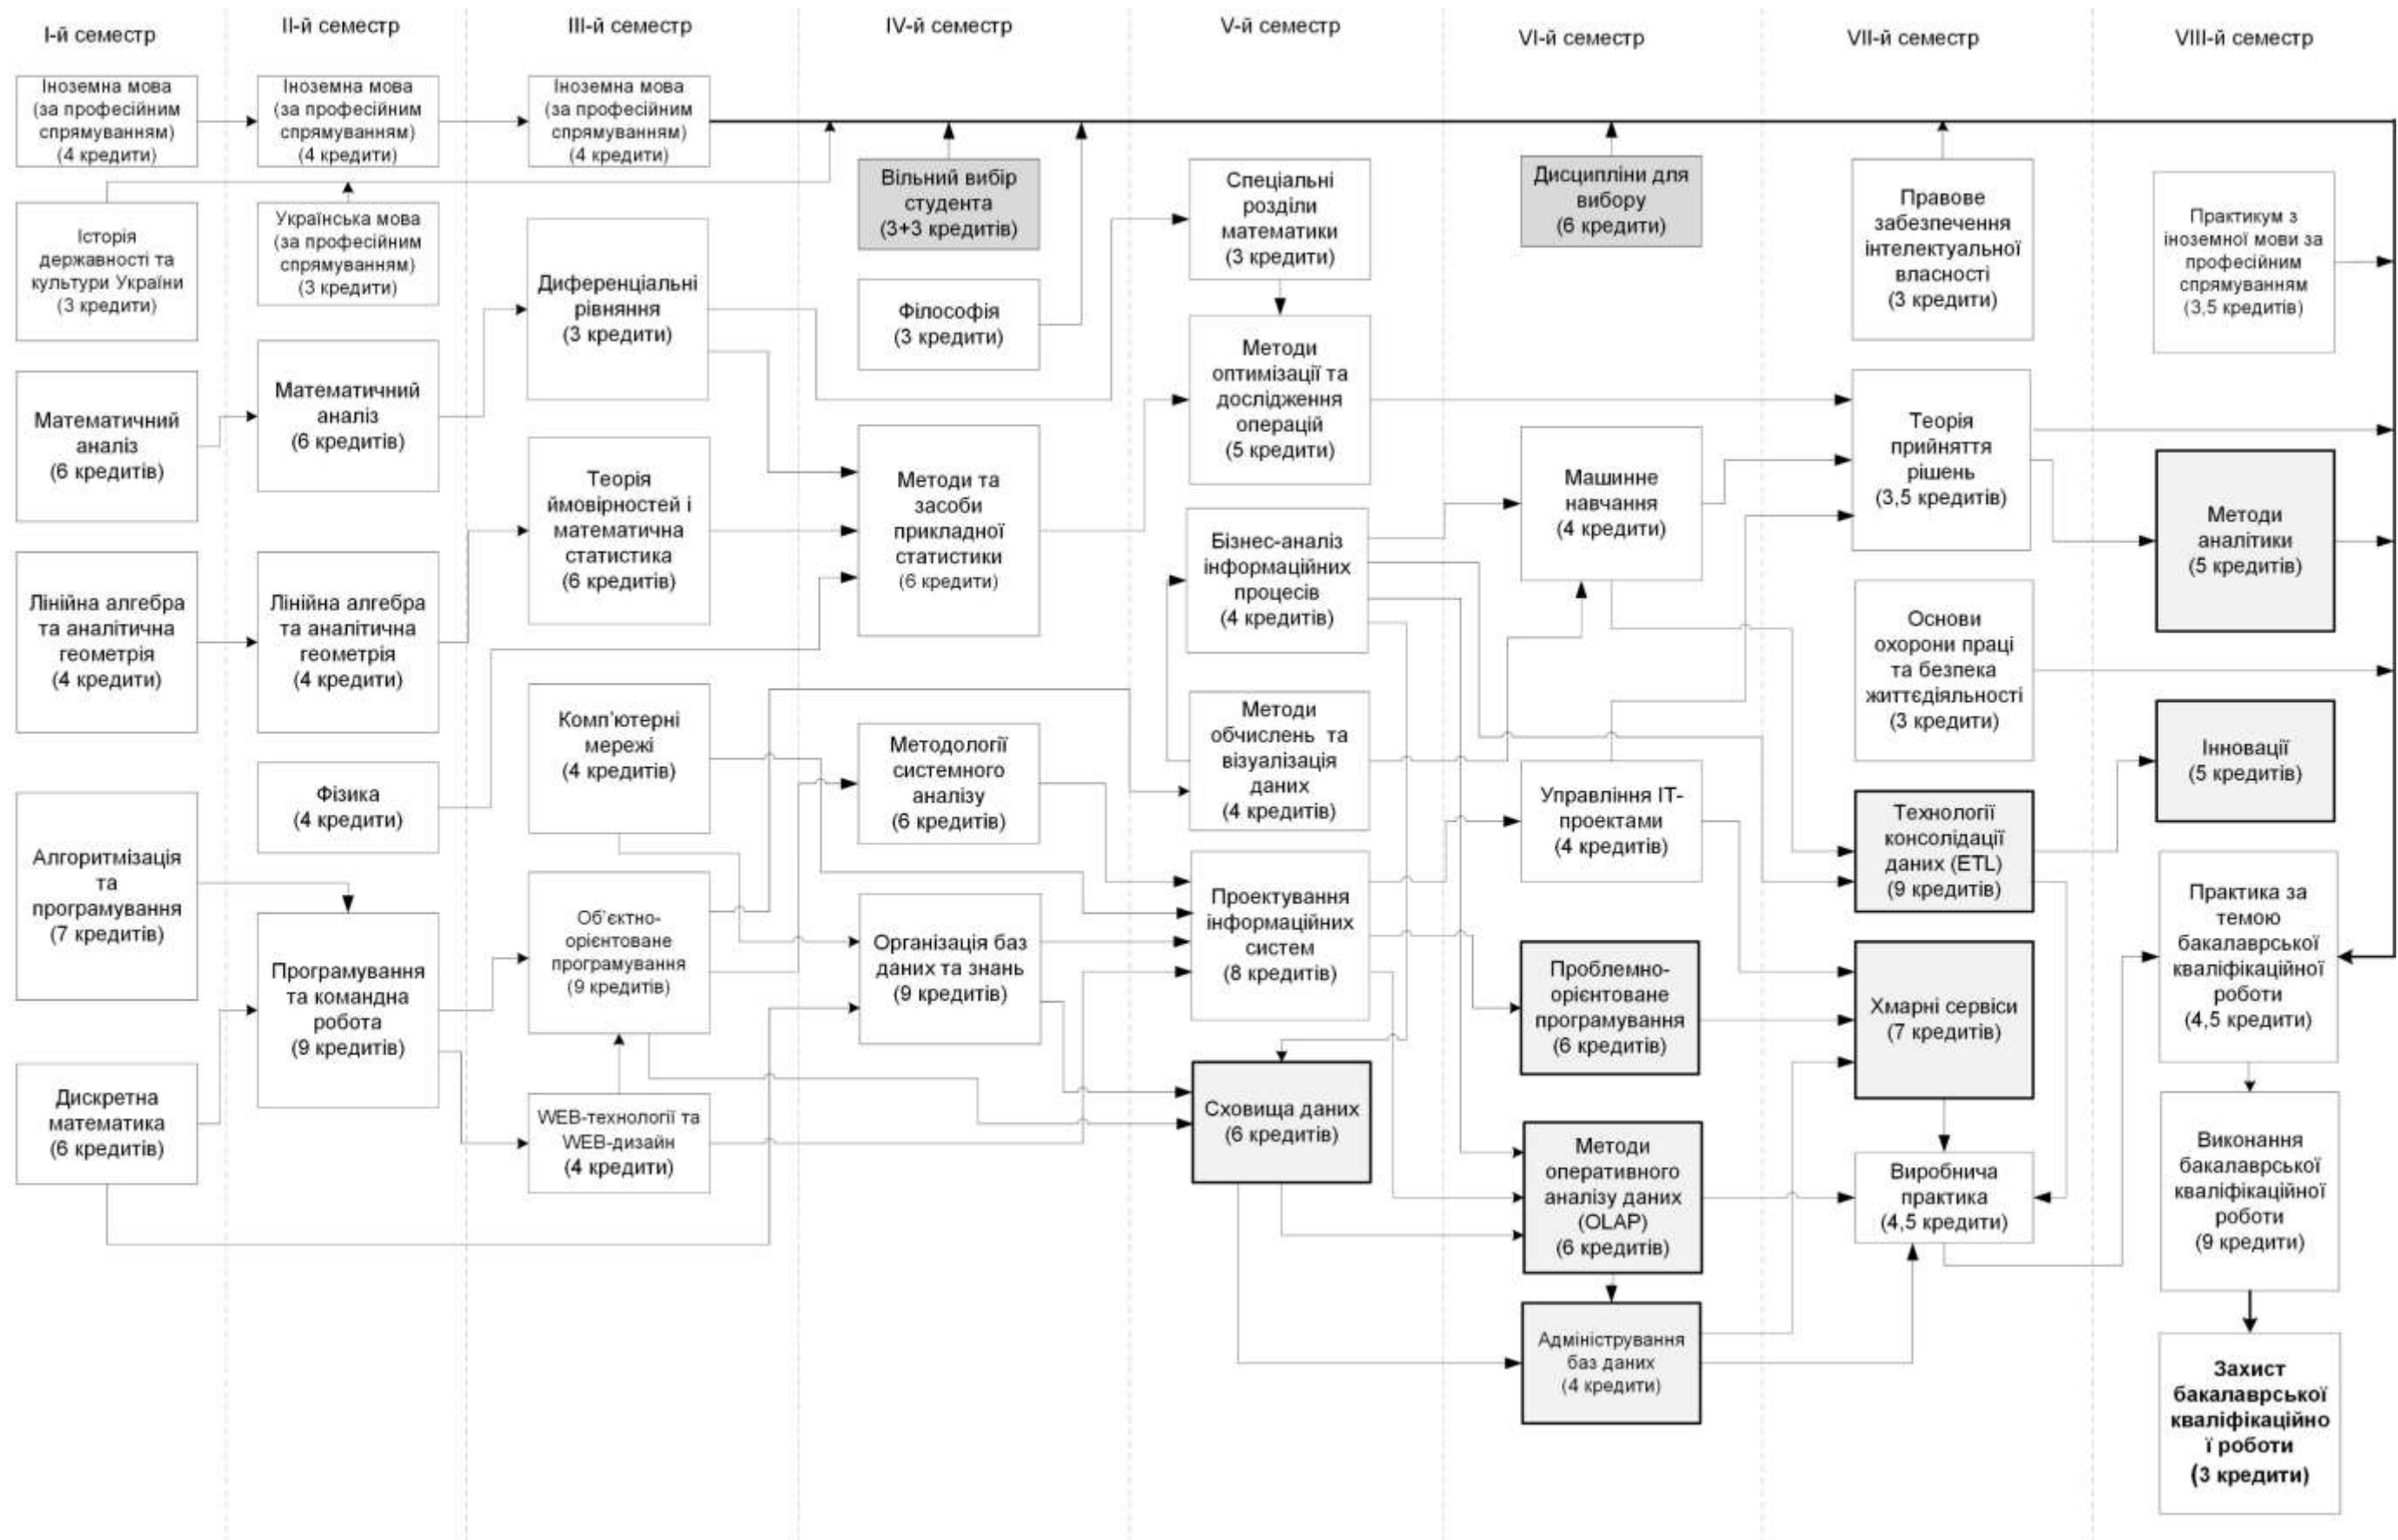 І-й семестр
ІІ-й семестр
ІІІ-й семестр
IV-й семестр
V-й семестр
VI-й семестр
VII-й семестр
VIII-й семестр
Іноземна мова
(за професійним
спрямуванням)
(4 кредити)
Історія
державності та
культури України
(3 кредити)
Математичний
аналіз
(6 кредитів)
Лінійна алгебра
та аналітична
геометрія
(4 кредитів)
Алгоритмізація
та
програмування
(7 кредитів)
Дискретна
математика
(6 кредитів)
Іноземна мова
(за професійним
спрямуванням)
(4 кредити)
Українська мова
(за професійним
спрямуванням)
(3 кредити)
Математичний
аналіз
(6 кредитів)
Лінійна алгебра
та аналітична
геометрія
(4 кредитів)
Фізика
(4 кредити)
Програмування
та командна
робота
(9 кредитів)
Іноземна мова
(за професійним
спрямуванням)
(4 кредити)
Диференціальні
рівняння
(3 кредити)
Теорія
ймовірностей і
математична
статистика
(6 кредитів)
Комп'ютерні
мережі
(4 кредитів)
Об'єктно-
орієнтоване
програмування
(9 кредитів)
WEB-технології та
WEB-дизайн
(4 кредити)
Вільний вибір
студента
(3+3 кредитів)
Філософія
(3 кредити)
Методи та
засоби
прикладної
статистики
(6 кредити)
Методології
системного
аналізу
(6 кредитів)
Організація баз
даних та знань
(9 кредитів)
Спеціальні
розділи
математики
(3 кредити)
Методи
оптимізації та
дослідження
операцій
(5 кредити)
Бізнес-аналіз
інформаційних
процесів
(4 кредитів)
Методи
обчислень та
візуалізація
даних
(4 кредитів)
Проектування
інформаційних
систем
(8 кредитів)
Сховища даних
(6 кредитів)
Дисципліни для
вибору
(6 кредити)
Машинне
навчання
(4 кредити)
Управління ІТ-
проектами
(4 кредити)
Проблемно-
орієнтоване
програмування
(6 кредитів)
Методи
оперативного
аналізу даних
(OLAP)
(6 кредитів)
Адміністрування
баз даних
(4 кредити)
Правове
забезпечення
інтелектуальної
власності
(3 кредити)
Теорія
прийняття
рішень
(3,5 кредитів)
Основи
охорони праці
та безпека
життєдіяльності
(3 кредити)
Технології
консолідації
даних (ETL)
(9 кредитів)
Хмарні сервіси
(7 кредитів)
Виробнича
практика
(4,5 кредити)
Практикум з
іноземної мови за
професійним
спрямуванням
(3,5 кредитів)
Методи
аналітики
(5 кредитів)
Інновації
(5 кредитів)
Практика за
темою
бакалаврської
кваліфікаційної
роботи
(4,5 кредити)
Виконання
бакалаврської
кваліфікаційної
роботи
(9 кредити)
Захист
бакалаврської
кваліфікаційно
ї роботи
(3 кредити)